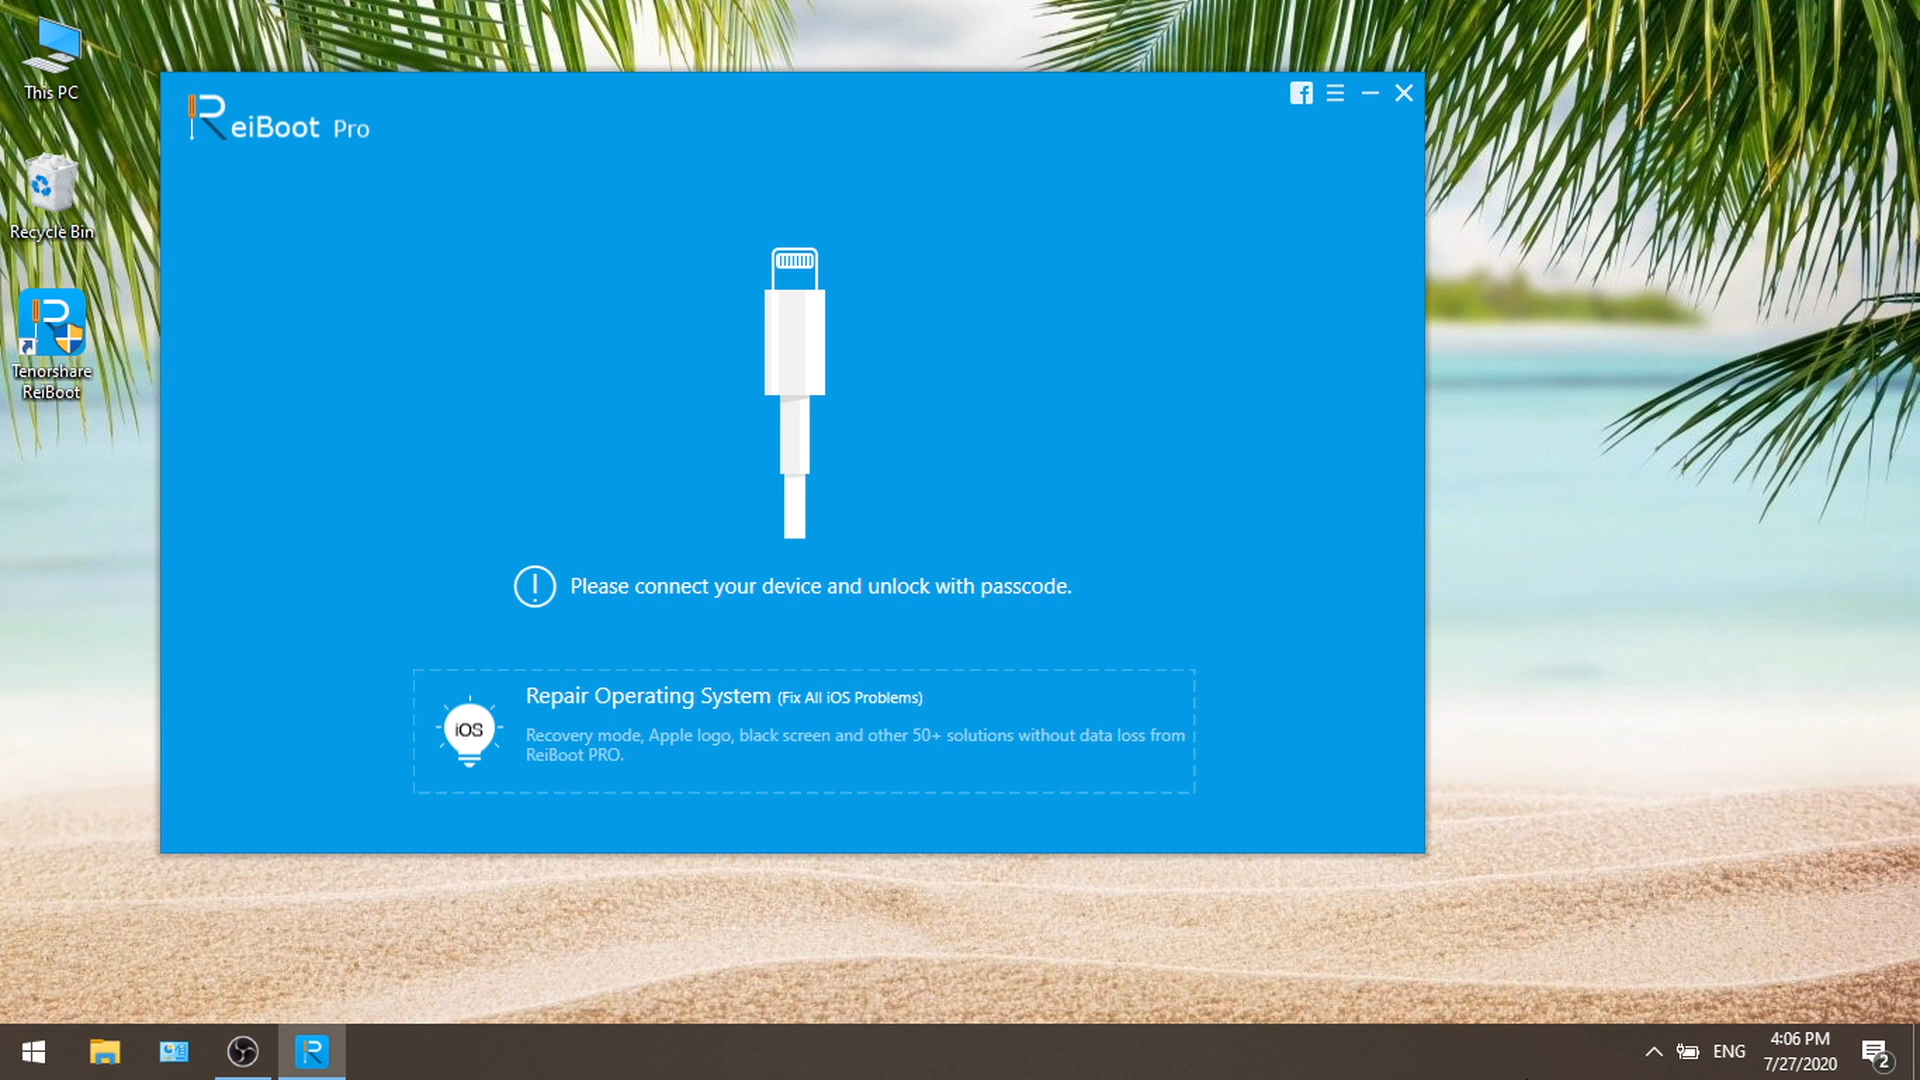 This PC
Recycle Bin
Tenorshare
ReiBoot
ReiBoot Pro
Please connect your device and unlock with passcode.
iOS
Repair Operating System (Fix All iOS Problems)
Recovery mode, Apple logo, black screen and other 50+ solutions without data loss from
ReiBoot PRO.
ENG
4:06 PM
7/27/2020
2